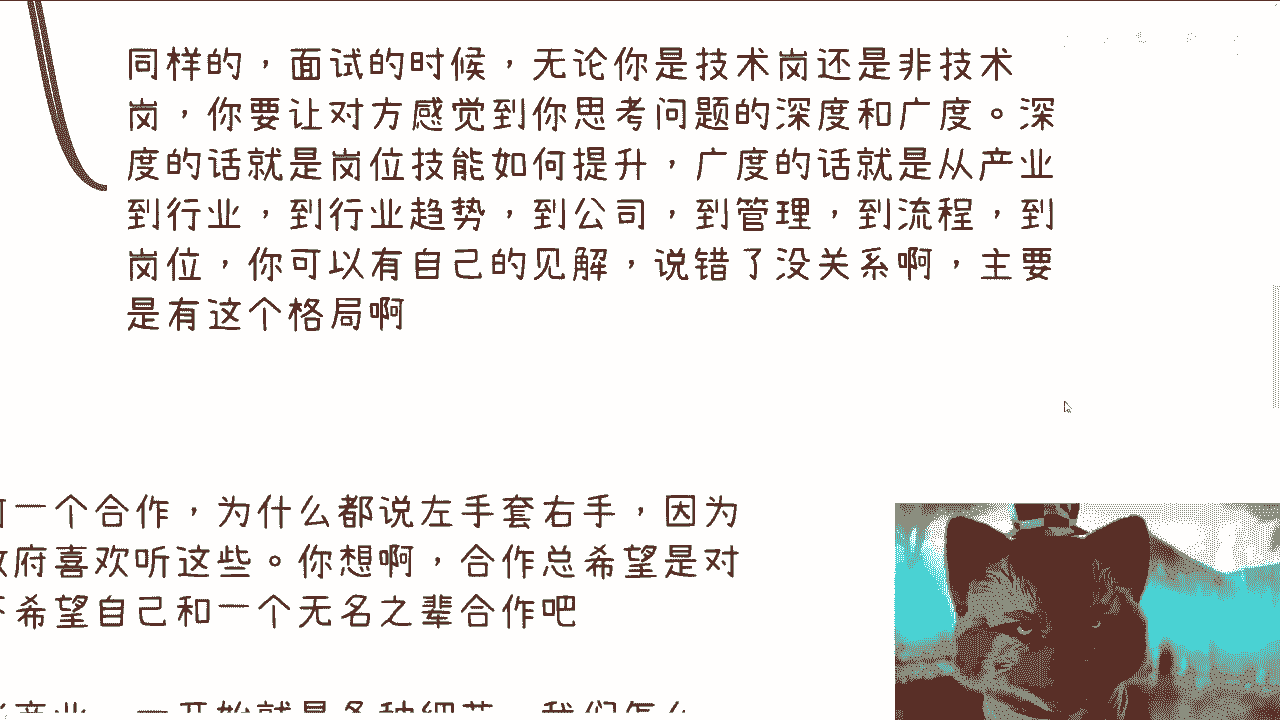 同样的，面试的时候，无论你是技术岗还是非技术
岗，你要让对方感觉到你思考问题的深度和广度。深
度的话就是岗位技能如何提升，广度的话就是从产业
到行业，到行业趋势，到公司，到管理，到流程，到
岗位，你可以有自己的见解，说错了没关系啊，主要
是有这个格局啊
一个合作，为什么都说左手套右手，因为
府喜欢听这些。你想啊，合作总希望是对
希望自己和一个无名之辈合作吧